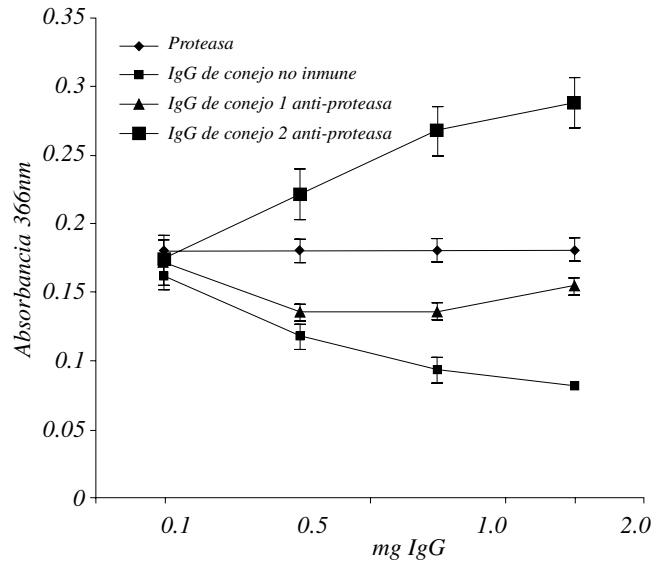 0.35
0.3
0.25
0.2
0.15
0.1
0.05
0
Absorbancia 366nm
Proteasa
IgG de conejo no inmune
IgG de conejo 1 anti-proteasa
IgG de conejo 2 anti-proteasa
0.1 0.5 1.0 2.0
mg IgG